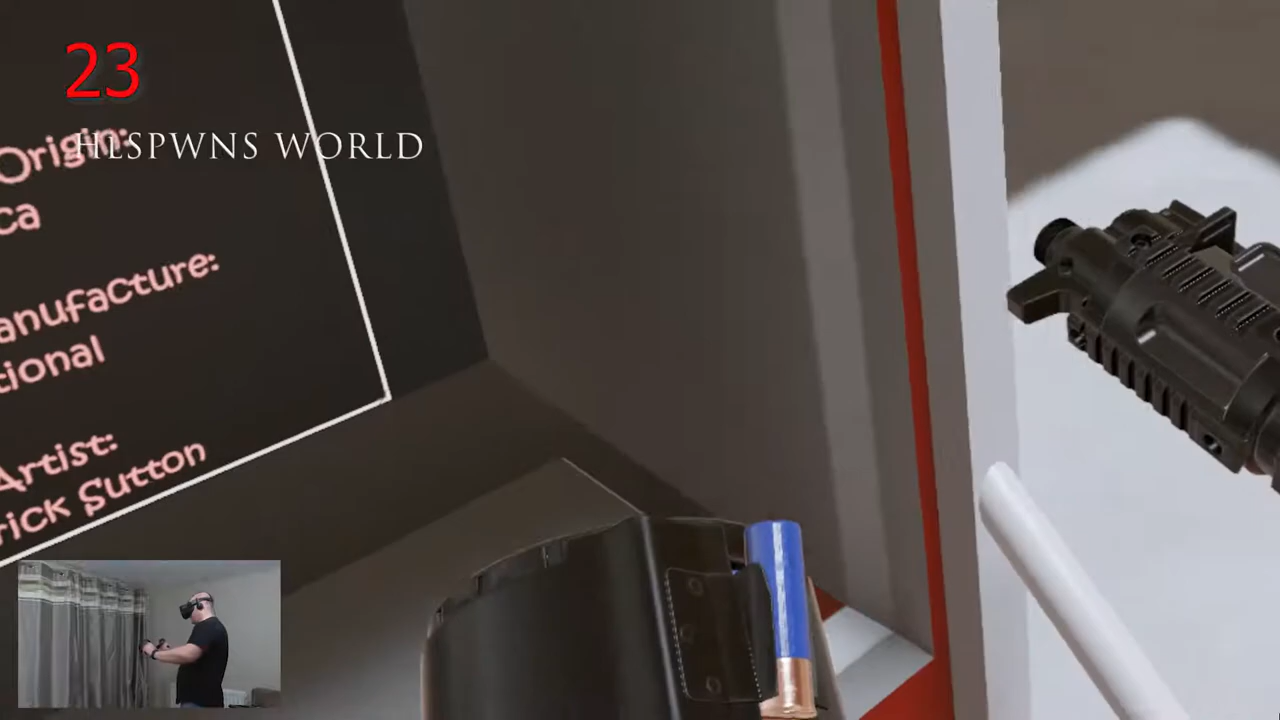 23
HLSPWNS WORLD
Origin:
ca
anufacture:
tional
Artist:
rick Sutton